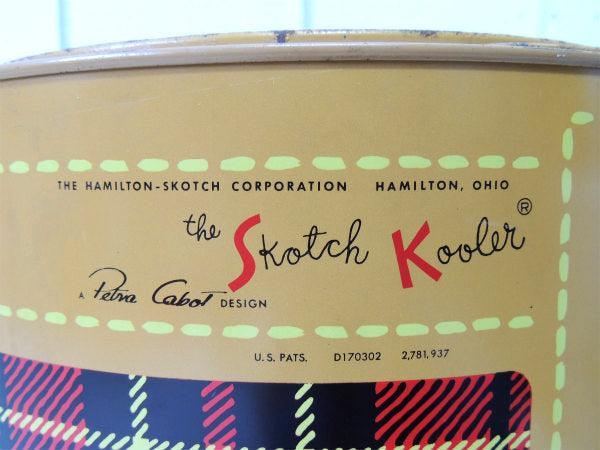 THE HAMILTON-SKOTCH CORPORATION HAMILTON, OHIO
the Skotch Kooler ®
A Petra Cabot DESIGN
U.S. PATS. D170302 2,781,937